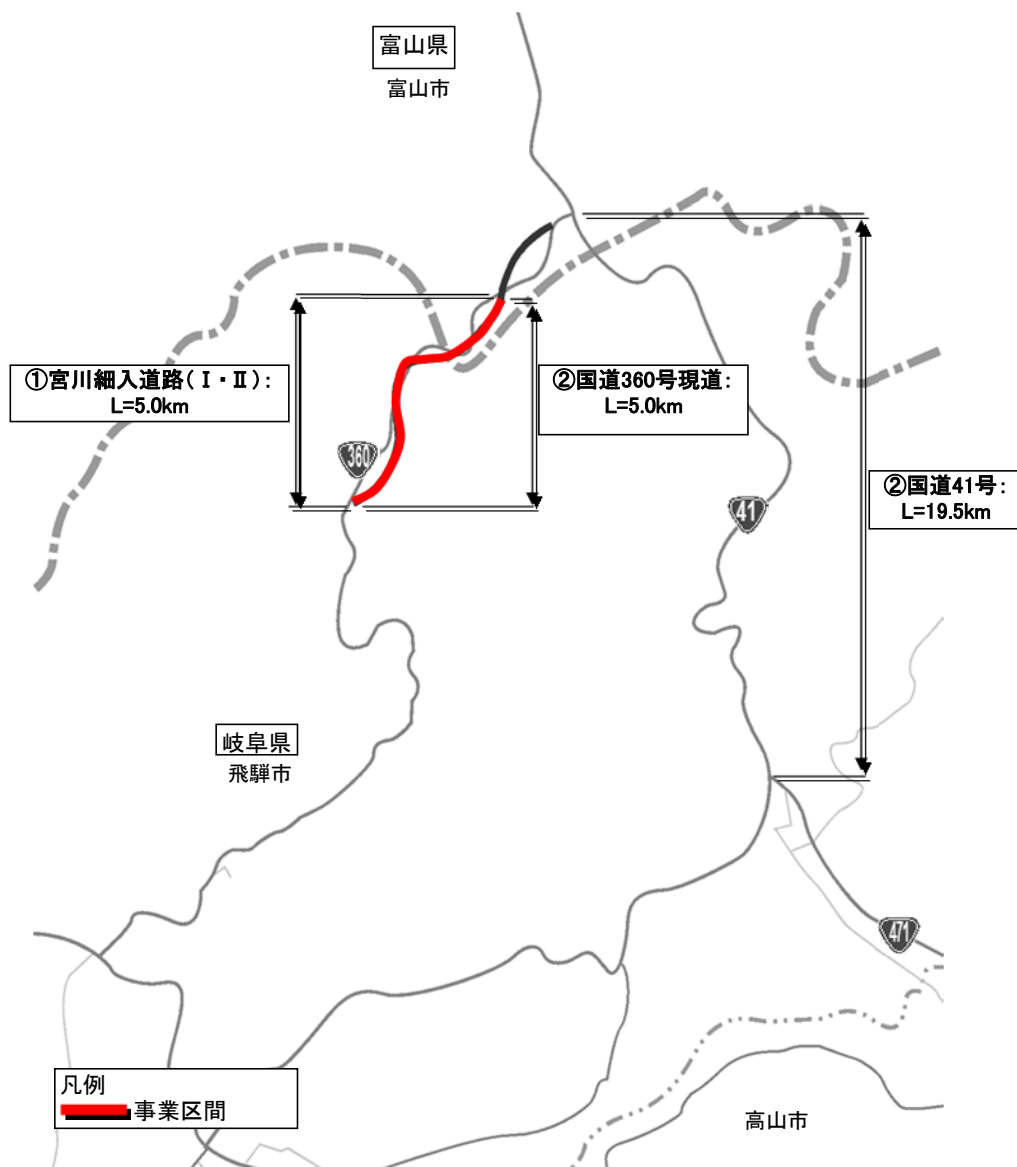 富山県
富山市
①宮川細入道路(Ⅰ・Ⅱ):
L=5.0km
②国道360号現道:
L=5.0km
360
②国道41号:
L=19.5km
41
岐阜県
飛騨市
471
凡例
事業区間
高山市